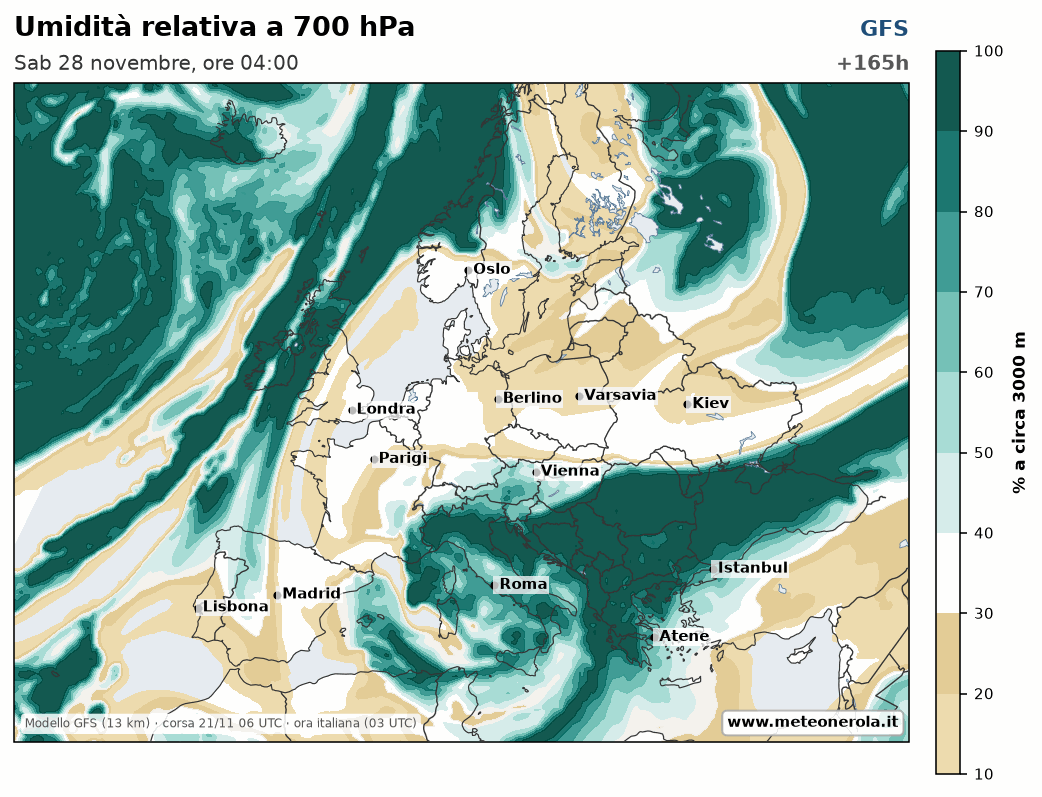 Umidità relativa a 700 hPa
GFS
Sab 28 novembre, ore 04:00
+165h
100
90
80
70
60
50
40
30
20
10
% a circa 3000 m
Oslo
Londra
Berlino
Varsavia
Kiev
Parigi
Vienna
Istanbul
Roma
Madrid
Lisbona
Atene
Modello GFS (13 km) · corsa 21/11 06 UTC · ora italiana (03 UTC)
www.meteonerola.it